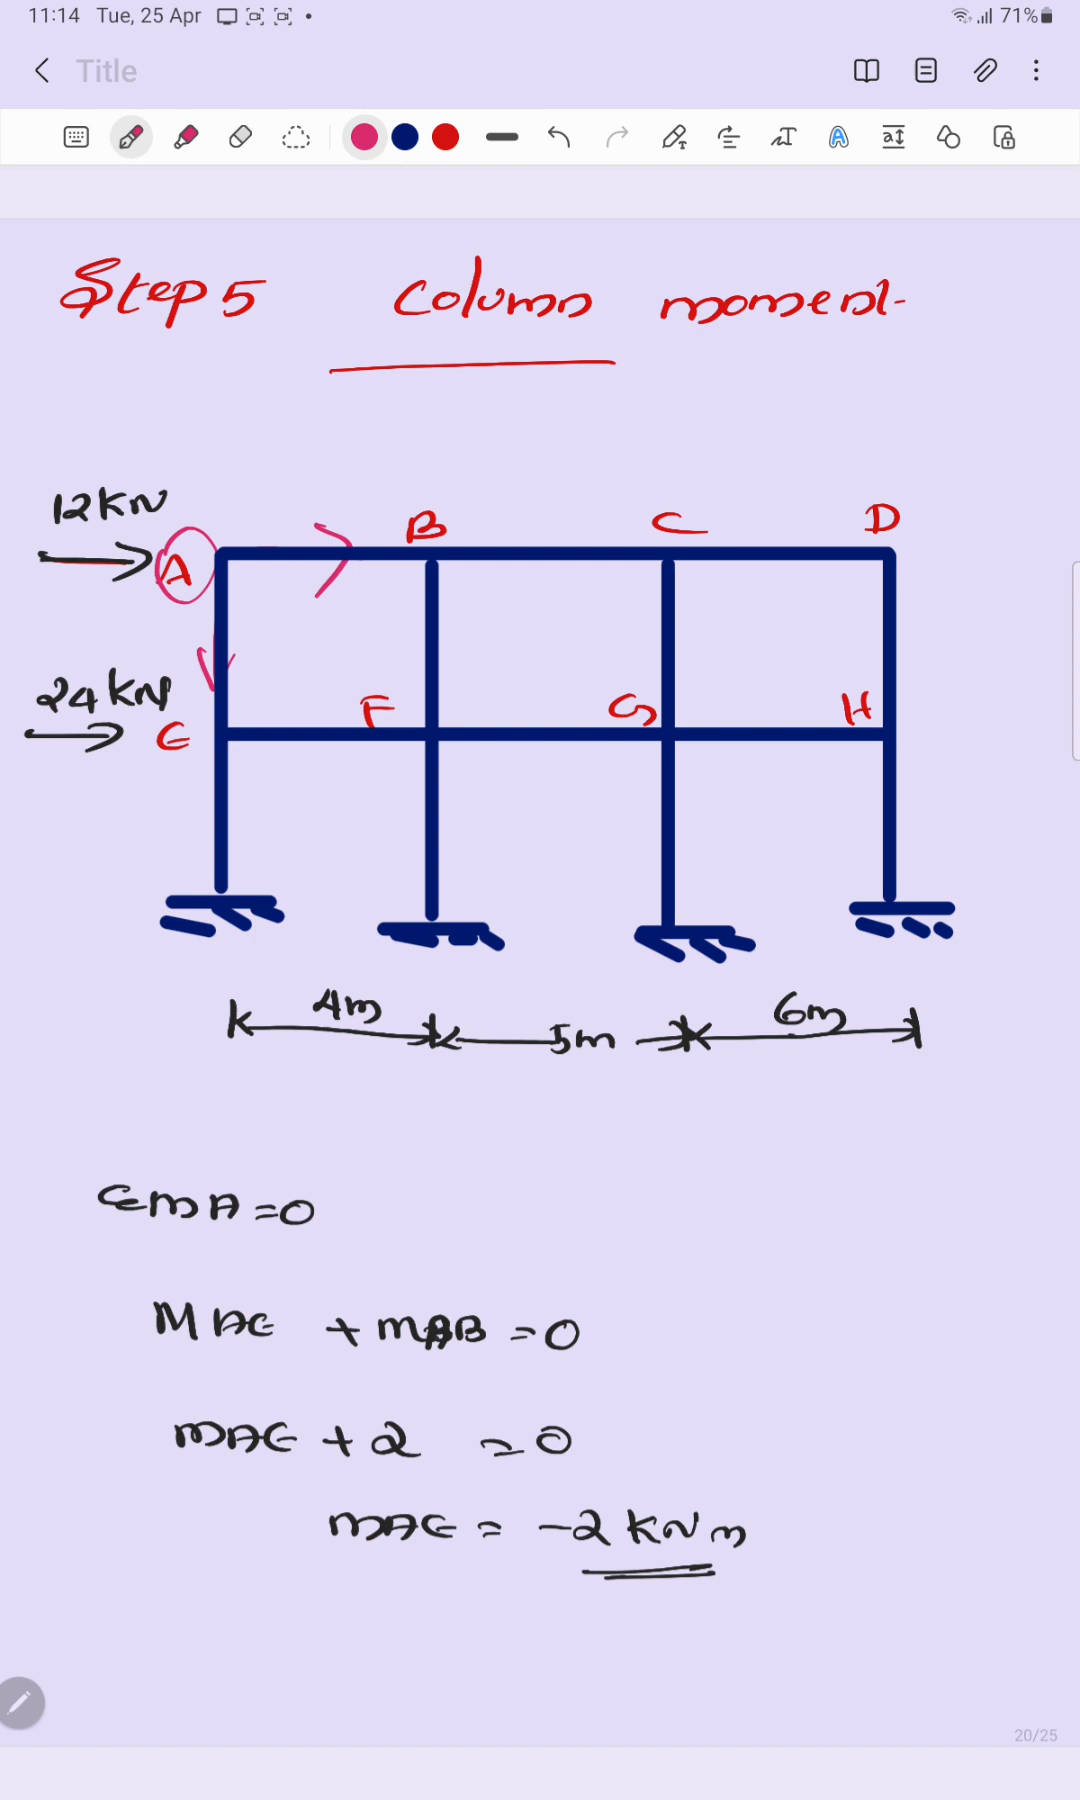 11:14 Tue, 25 Apr 71%
Title
Step 5 Column moment
12KN
A B C D
24KN
E F G H
4m 5m 6m
ƐMA = 0
MAE + MAB = 0
MAE + 2 = 0
MAE = -2 KNm
20/25